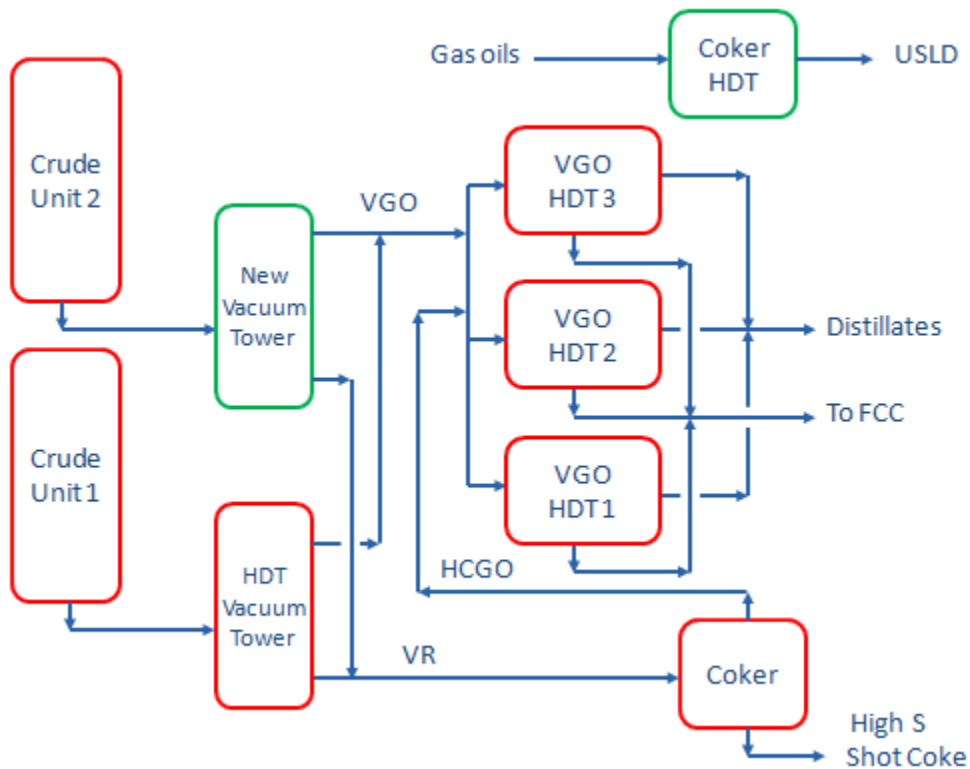 Gas oils
Coker
HDT
USLD
Crude
Unit 2
VGO
VGO
HDT 3
New
Vacuum
Tower
VGO
HDT 2
Distillates
To FCC
Crude
Unit 1
VGO
HDT 1
HCGO
HDT
Vacuum
Tower
VR
Coker
High S
Shot Coke